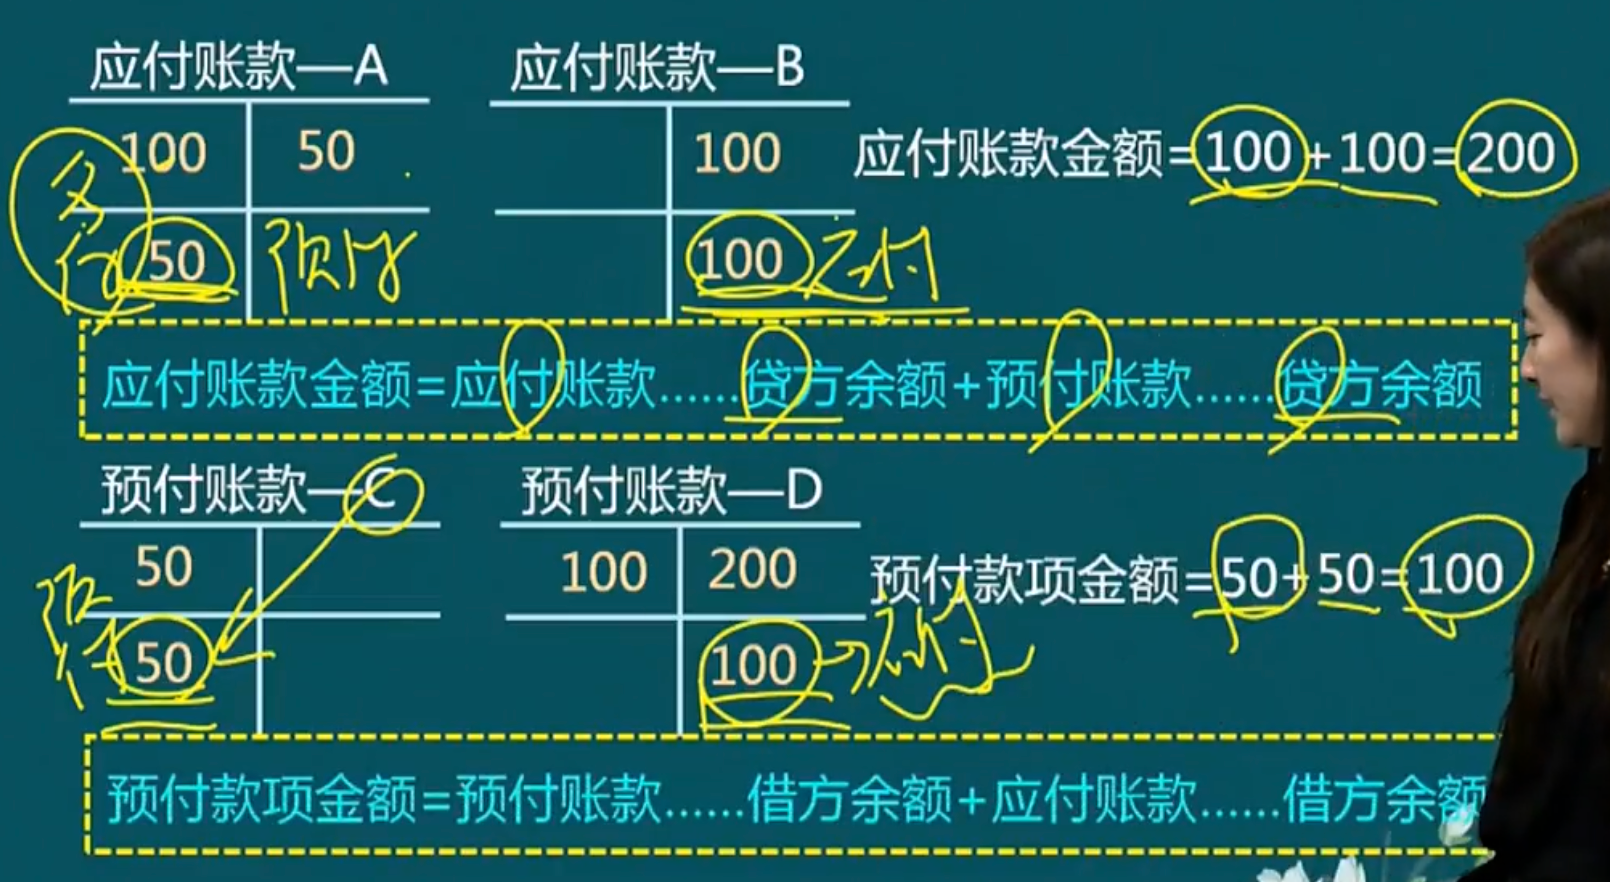 应付账款—A
应付账款—B
100 50
100
应付账款金额=100+100=200
多付
50 预付
100 应付
应付账款金额=应付账款……贷方余额+预付账款……贷方余额
预付账款—C
预付账款—D
50
100 200
预付款项金额=50+50=100
预付
50
100 应付
预付款项金额=预付账款……借方余额+应付账款……借方余额